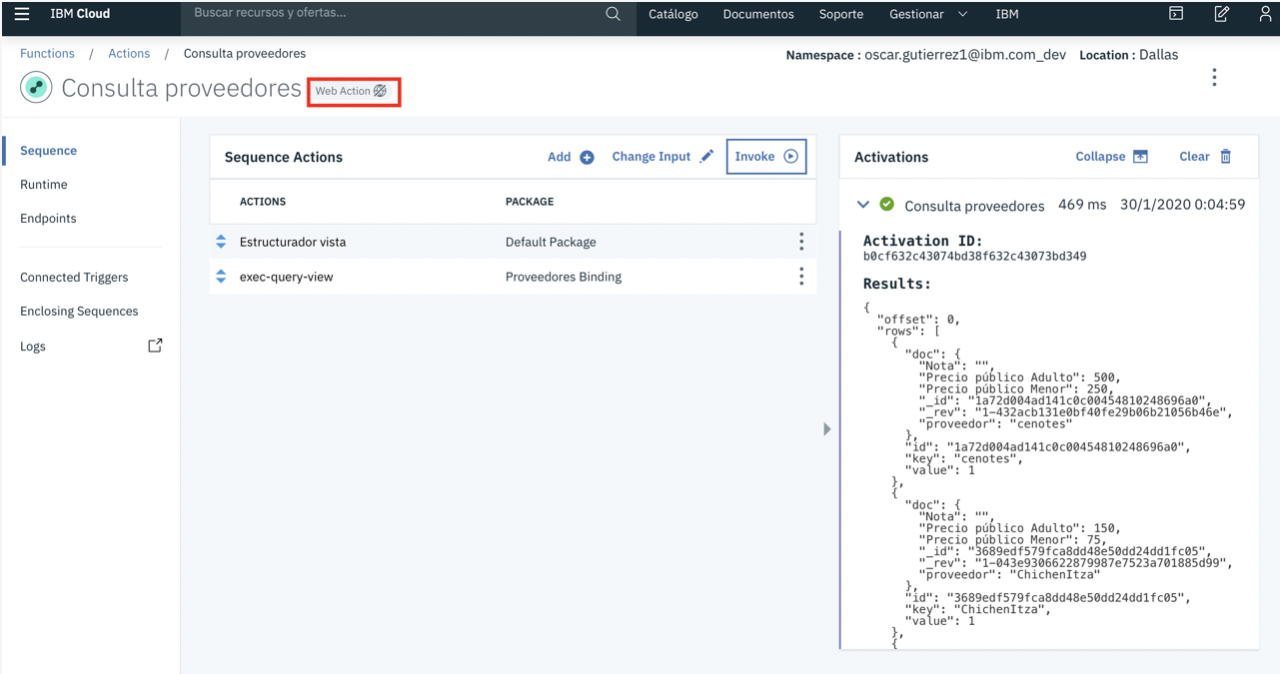 IBM Cloud Buscar recursos y ofertas... Catálogo Documentos Soporte Gestionar IBM
Functions / Actions / Consulta proveedores
Namespace : oscar.gutierrez1@ibm.com_dev Location : Dallas
Consulta proveedores Web Action
Sequence
Runtime
Endpoints
Connected Triggers
Enclosing Sequences
Logs
Sequence Actions Add Change Input Invoke
ACTIONS PACKAGE
Estructurador vista Default Package
exec-query-view Proveedores Binding
Activations Collapse Clear
Consulta proveedores 469 ms 30/1/2020 0:04:59
Activation ID:
b0cf632c43074bd38f632c43073bd349
Results:
{
"offset": 0,
"rows": [
{
"doc": {
"Nota": "",
"Precio público Adulto": 500,
"Precio público Menor": 250,
"_id": "1a72d004ad141c0c00454810248696a0",
"_rev": "1-432acb131e0bf40fe29b06b21056b46e",
"proveedor": "cenotes"
},
"id": "1a72d004ad141c0c00454810248696a0",
"key": "cenotes",
"value": 1
},
{
"doc": {
"Nota": "",
"Precio público Adulto": 150,
"Precio público Menor": 75,
"_id": "3689edf579fca8dd48e50dd24dd1fc05",
"_rev": "1-043e9306622879987e7523a701885d99",
"proveedor": "ChichenItza"
},
"id": "3689edf579fca8dd48e50dd24dd1fc05",
"key": "ChichenItza",
"value": 1
},
{